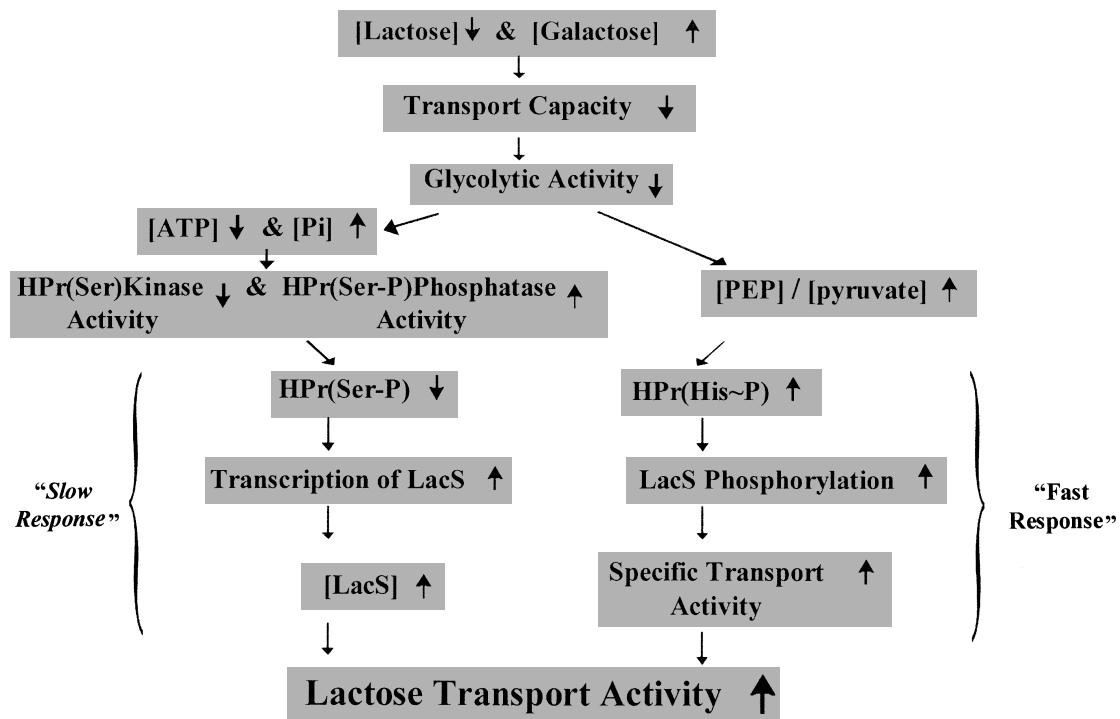 [Lactose] ↓ & [Galactose] ↑
Transport Capacity ↓
Glycolytic Activity ↓
[ATP] ↓ & [Pi] ↑
HPr(Ser)Kinase ↓ & HPr(Ser-P)Phosphatase ↑
Activity Activity
[PEP] / [pyruvate] ↑
HPr(Ser-P) ↓
HPr(His~P) ↑
Transcription of LacS ↑
LacS Phosphorylation ↑
“Slow
Response”
“Fast
Response”
[LacS] ↑
Specific Transport ↑
Activity
Lactose Transport Activity ↑